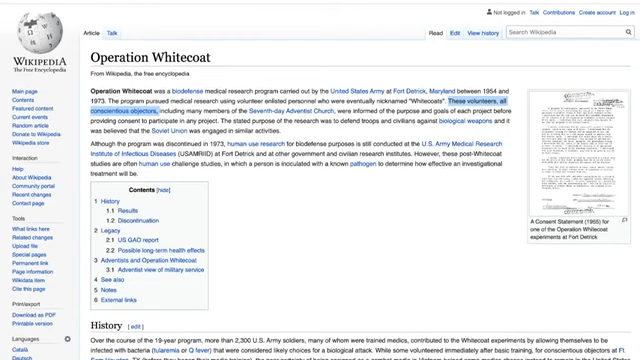 Not logged in Talk Contributions Create account Log in
Article Talk
Read Edit View history Search Wikipedia
WIKIPEDIA
The Free Encyclopedia
Operation Whitecoat
From Wikipedia, the free encyclopedia
Main page
Contents
Featured content
Current events
Random article
Donate to Wikipedia
Wikipedia store
Interaction
Help
About Wikipedia
Community portal
Recent changes
Contact page
Tools
What links here
Related changes
Upload file
Special pages
Permanent link
Page information
Wikidata item
Cite this page
Print/export
Download as PDF
Printable version
Languages
Català
Deutsch
Operation Whitecoat was a biodefense medical research program carried out by the United States Army at Fort Detrick, Maryland between 1954 and
1973. The program pursued medical research using volunteer enlisted personnel who were eventually nicknamed "Whitecoats". These volunteers, all
conscientious objectors, including many members of the Seventh-day Adventist Church, were informed of the purpose and goals of each project before
providing consent to participate in any project. The stated purpose of the research was to defend troops and civilians against biological weapons and it
was believed that the Soviet Union was engaged in similar activities.
Although the program was discontinued in 1973, human use research for biodefense purposes is still conducted at the U.S. Army Medical Research
Institute of Infectious Diseases (USAMRIID) at Fort Detrick and at other government and civilian research institutions. However, these post-Whitecoat
studies are often human use challenge studies, in which a person is inoculated with a known pathogen to determine how effective an investigational
treatment will be.
Contents [hide]
1 History
1.1 Results
1.2 Discontinuation
2 Legacy
2.1 US GAO report
2.2 Possible long-term health effects
3 Adventists and Operation Whitecoat
3.1 Adventist view of military service
4 See also
5 Notes
6 External links
A Consent Statement (1955) for
one of the Operation Whitecoat
experiments at Fort Detrick
History [ edit ]
Over the course of the 19-year program, more than 2,300 U.S. Army soldiers, many of whom were trained medics, contributed to the Whitecoat experiments by allowing themselves to be
infected with bacteria (tularemia or Q fever) that were considered likely choices for a biological attack. While some volunteered immediately after basic training, for conscientious objectors at Ft.